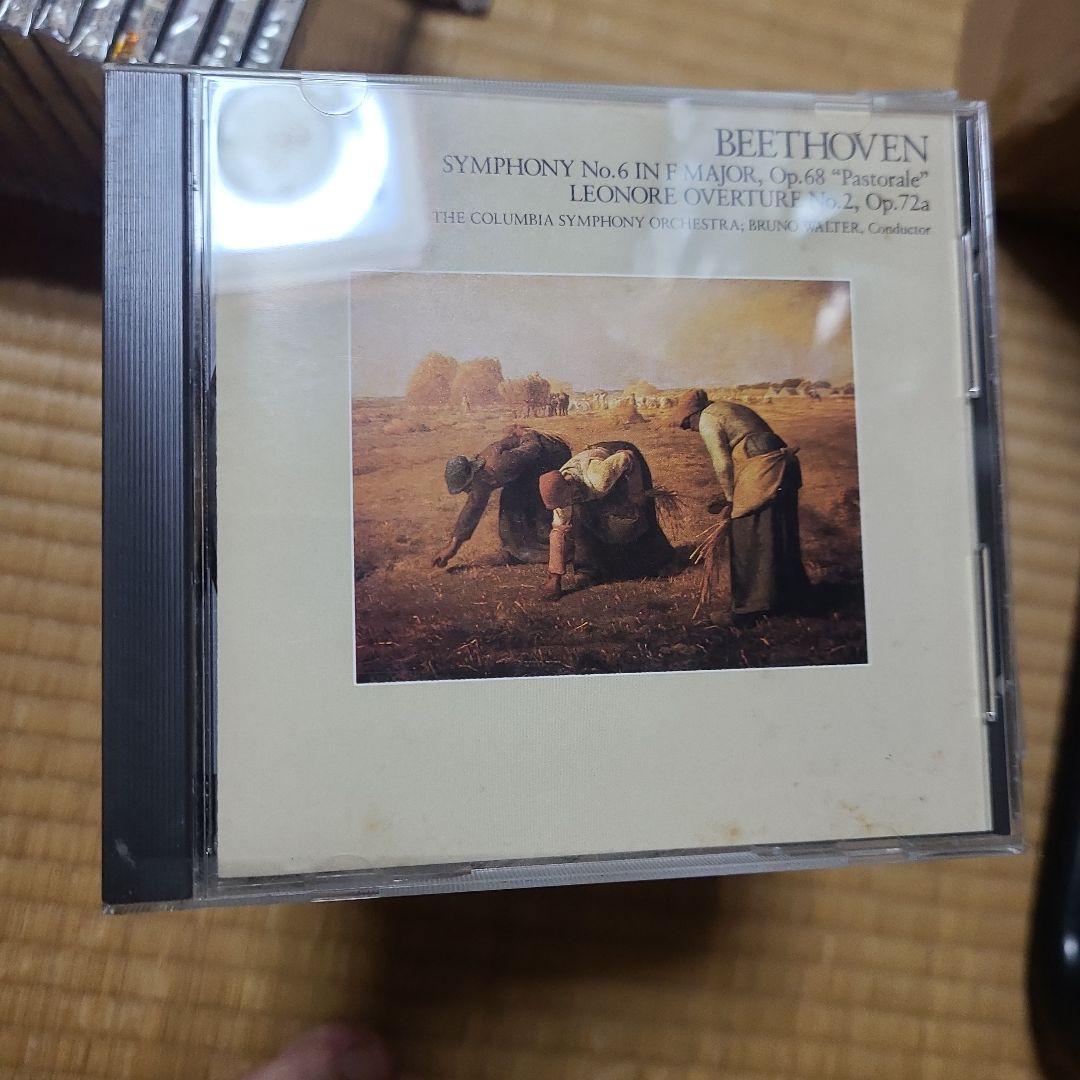 BEETHOVEN
SYMPHONY No.6 IN F MAJOR, Op.68 "Pastorale"
LEONORE OVERTURE No.2, Op.72a
THE COLUMBIA SYMPHONY ORCHESTRA; BRUNO WALTER, Conductor